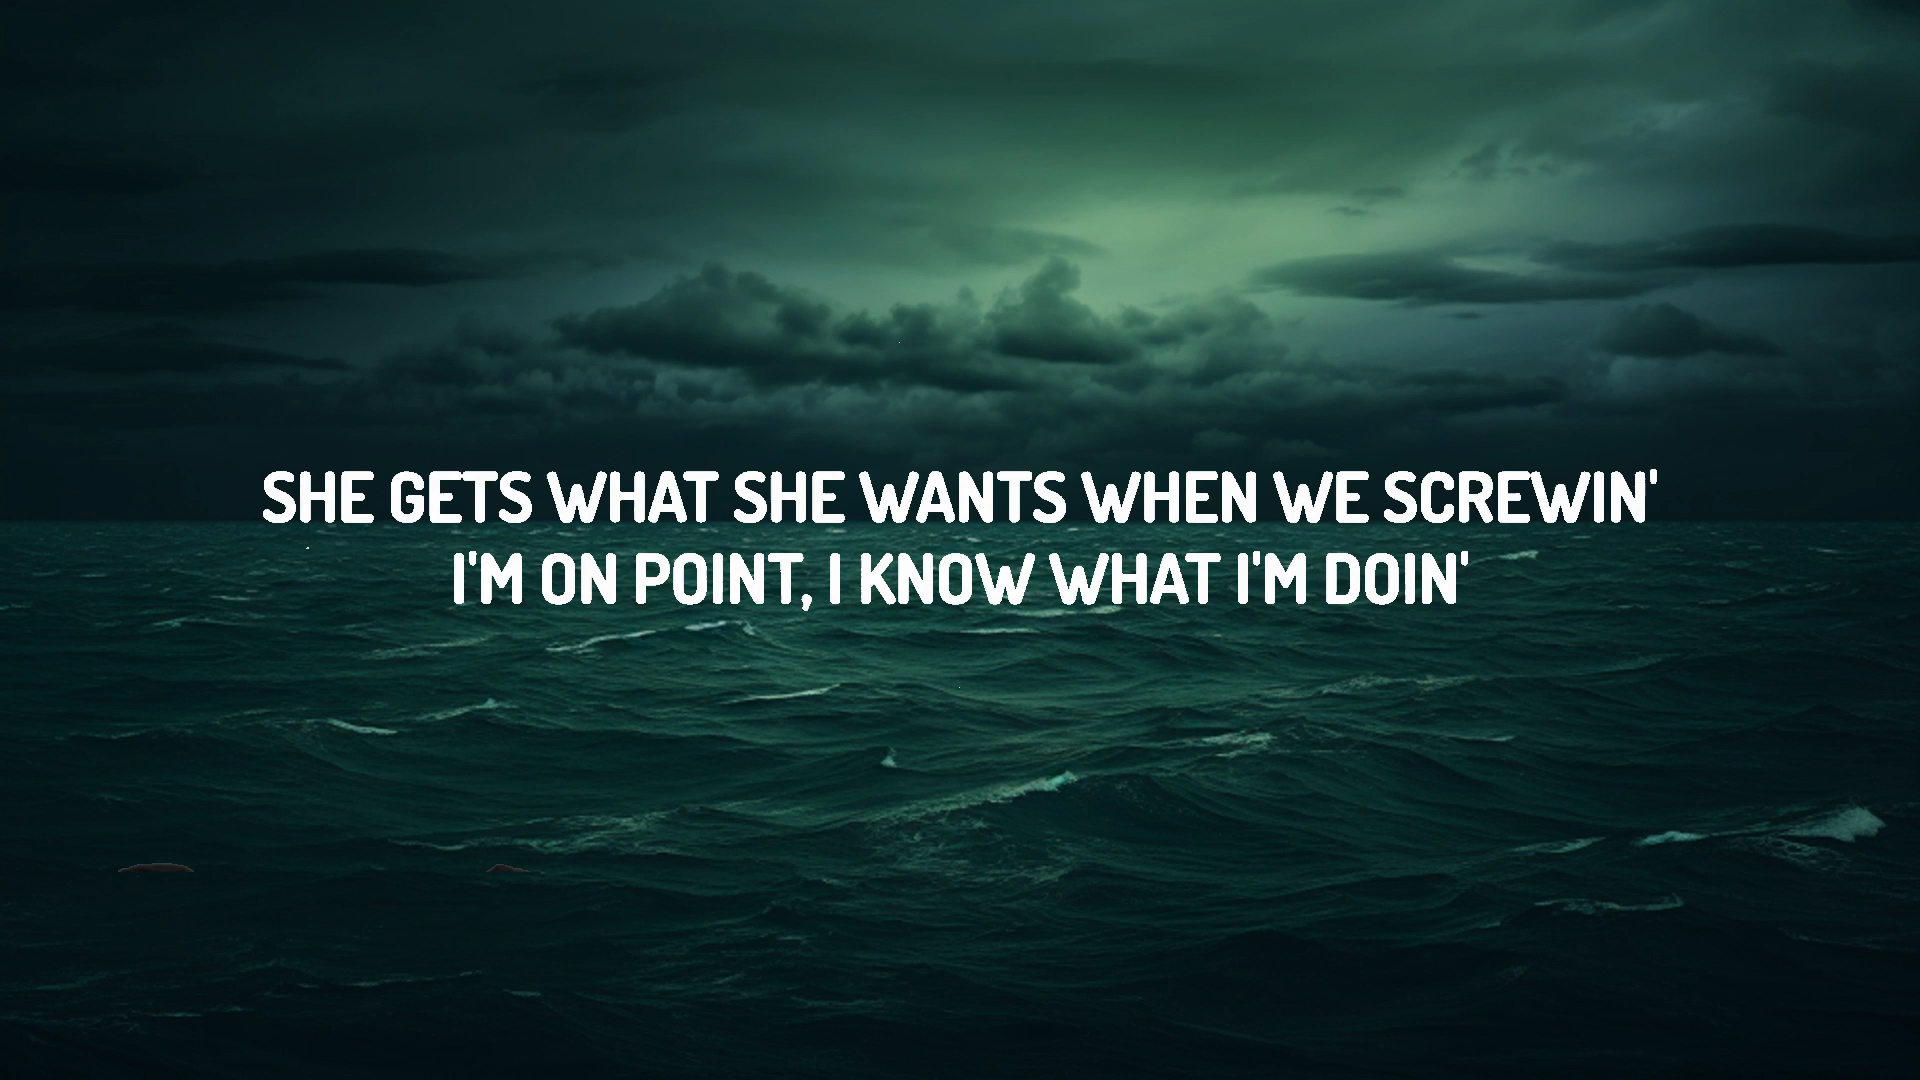 SHE GETS WHAT SHE WANTS WHEN WE SCREWIN'
I'M ON POINT, I KNOW WHAT I'M DOIN'